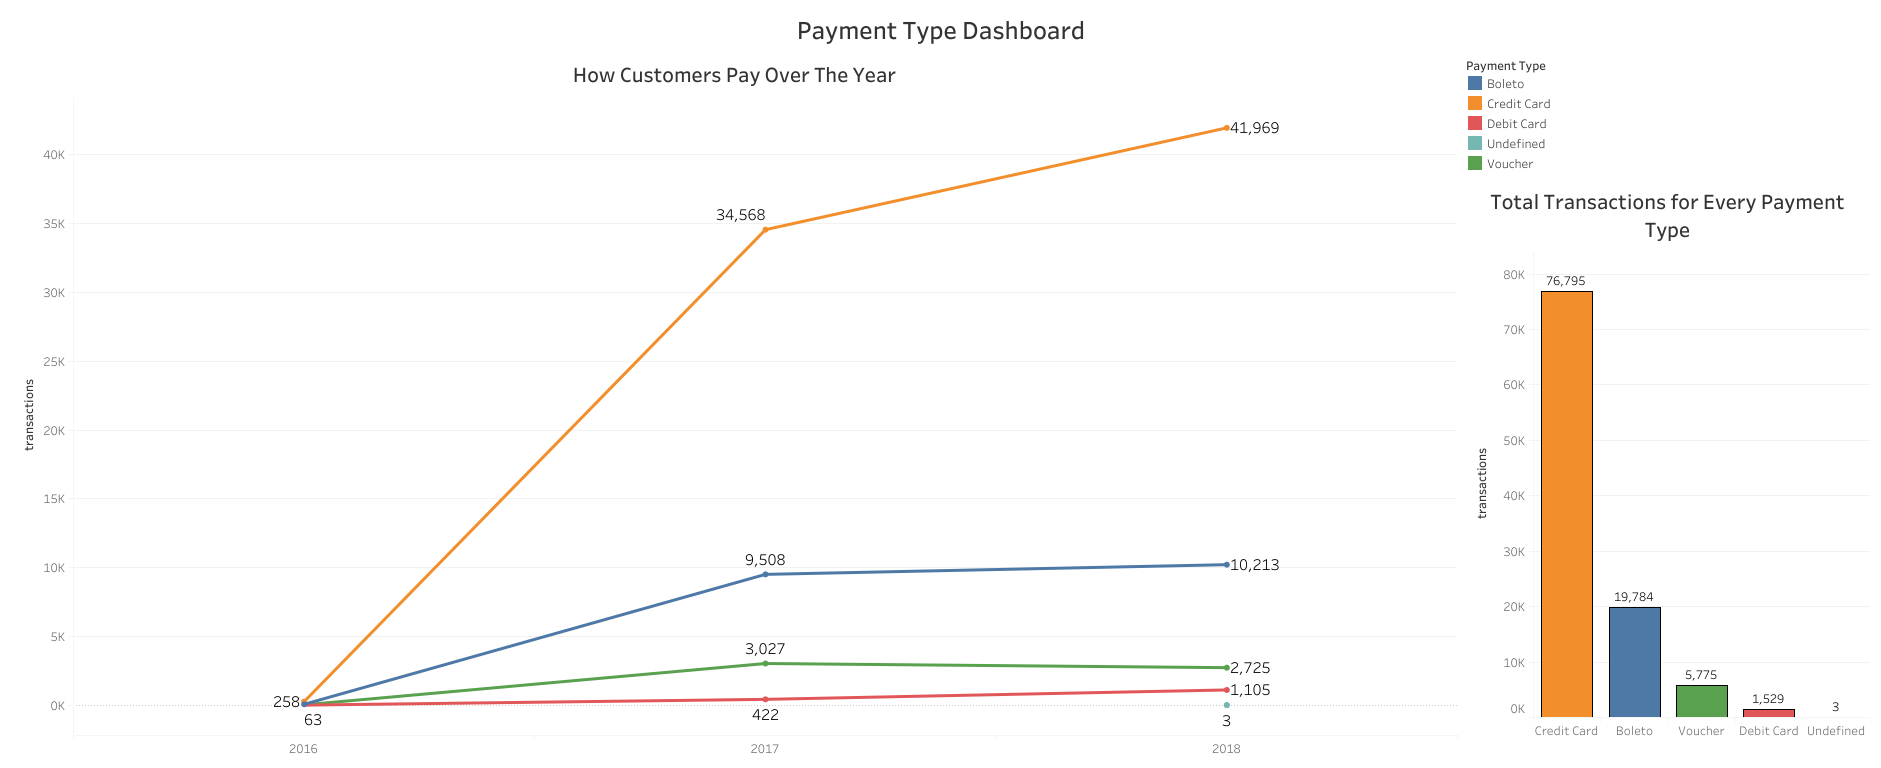 Payment Type Dashboard
How Customers Pay Over The Year
transactions
40K
35K
30K
25K
20K
15K
10K
5K
0K
41,969
34,568
9,508
10,213
3,027
2,725
1,105
258
63
422
3
2016
2017
2018
Payment Type
Boleto
Credit Card
Debit Card
Undefined
Voucher
Total Transactions for Every Payment
Type
transactions
80K
70K
60K
50K
40K
30K
20K
10K
0K
76,795
19,784
5,775
1,529
3
Credit Card
Boleto
Voucher
Debit Card
Undefined